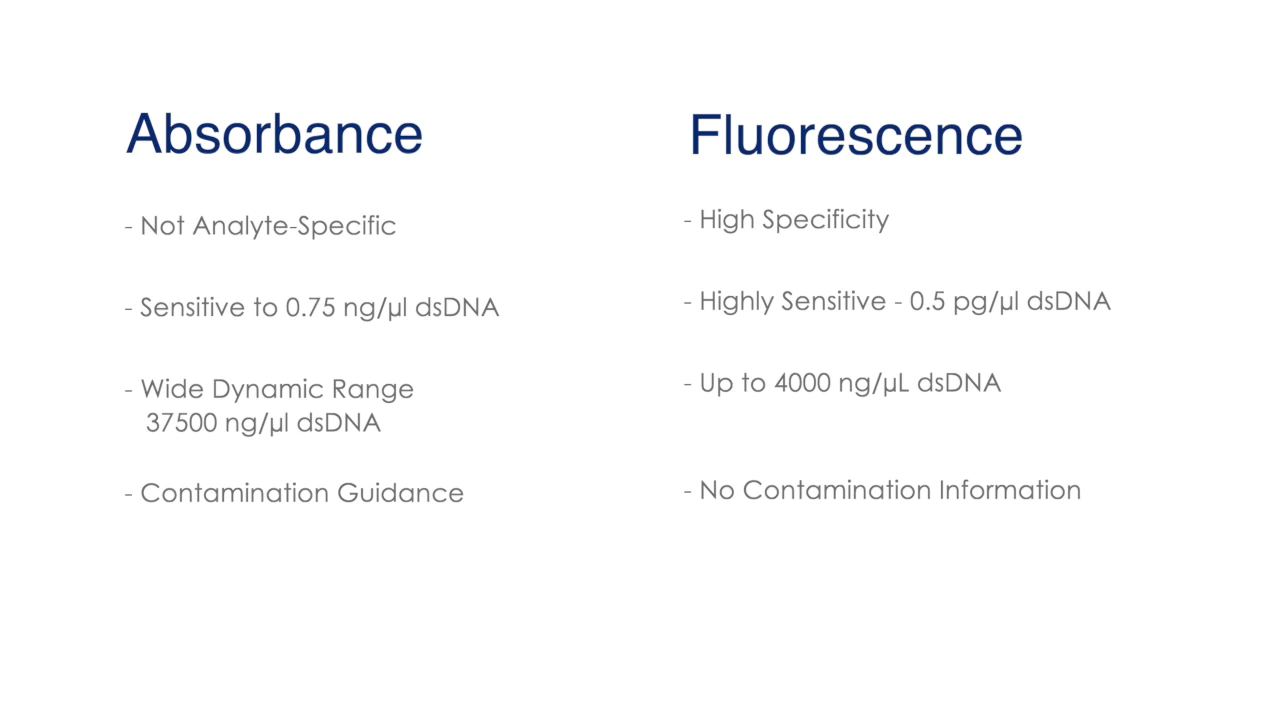 Absorbance
- Not Analyte-Specific
- Sensitive to 0.75 ng/µl dsDNA
- Wide Dynamic Range
37500 ng/µl dsDNA
- Contamination Guidance
Fluorescence
- High Specificity
- Highly Sensitive - 0.5 pg/µl dsDNA
- Up to 4000 ng/µL dsDNA
- No Contamination Information